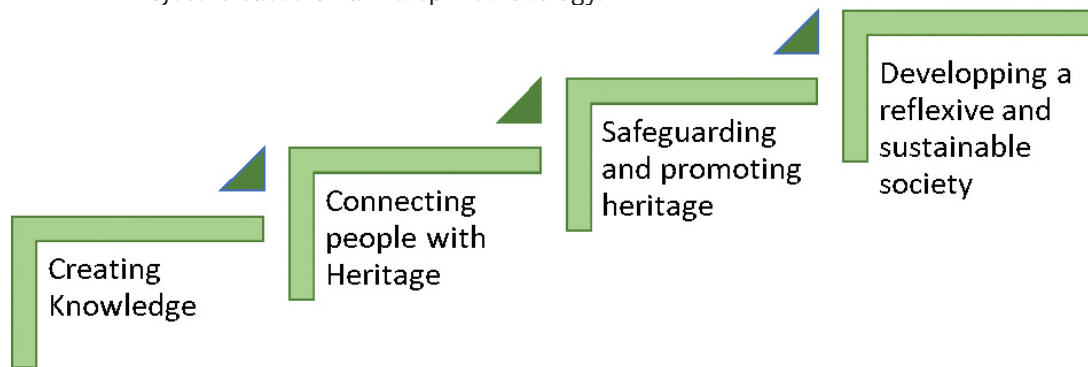 Creating
Knowledge
Connecting
people with
Heritage
Safeguarding
and promoting
heritage
Developping a
reflexive and
sustainable
society